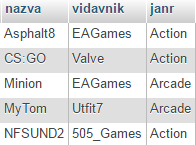 nazva vidavnik janr
Asphalt8 EAGames Action
CS:GO Valve Action
Minion EAGames Arcade
MyTom Utfit7 Arcade
NFSUND2 505_Games Action